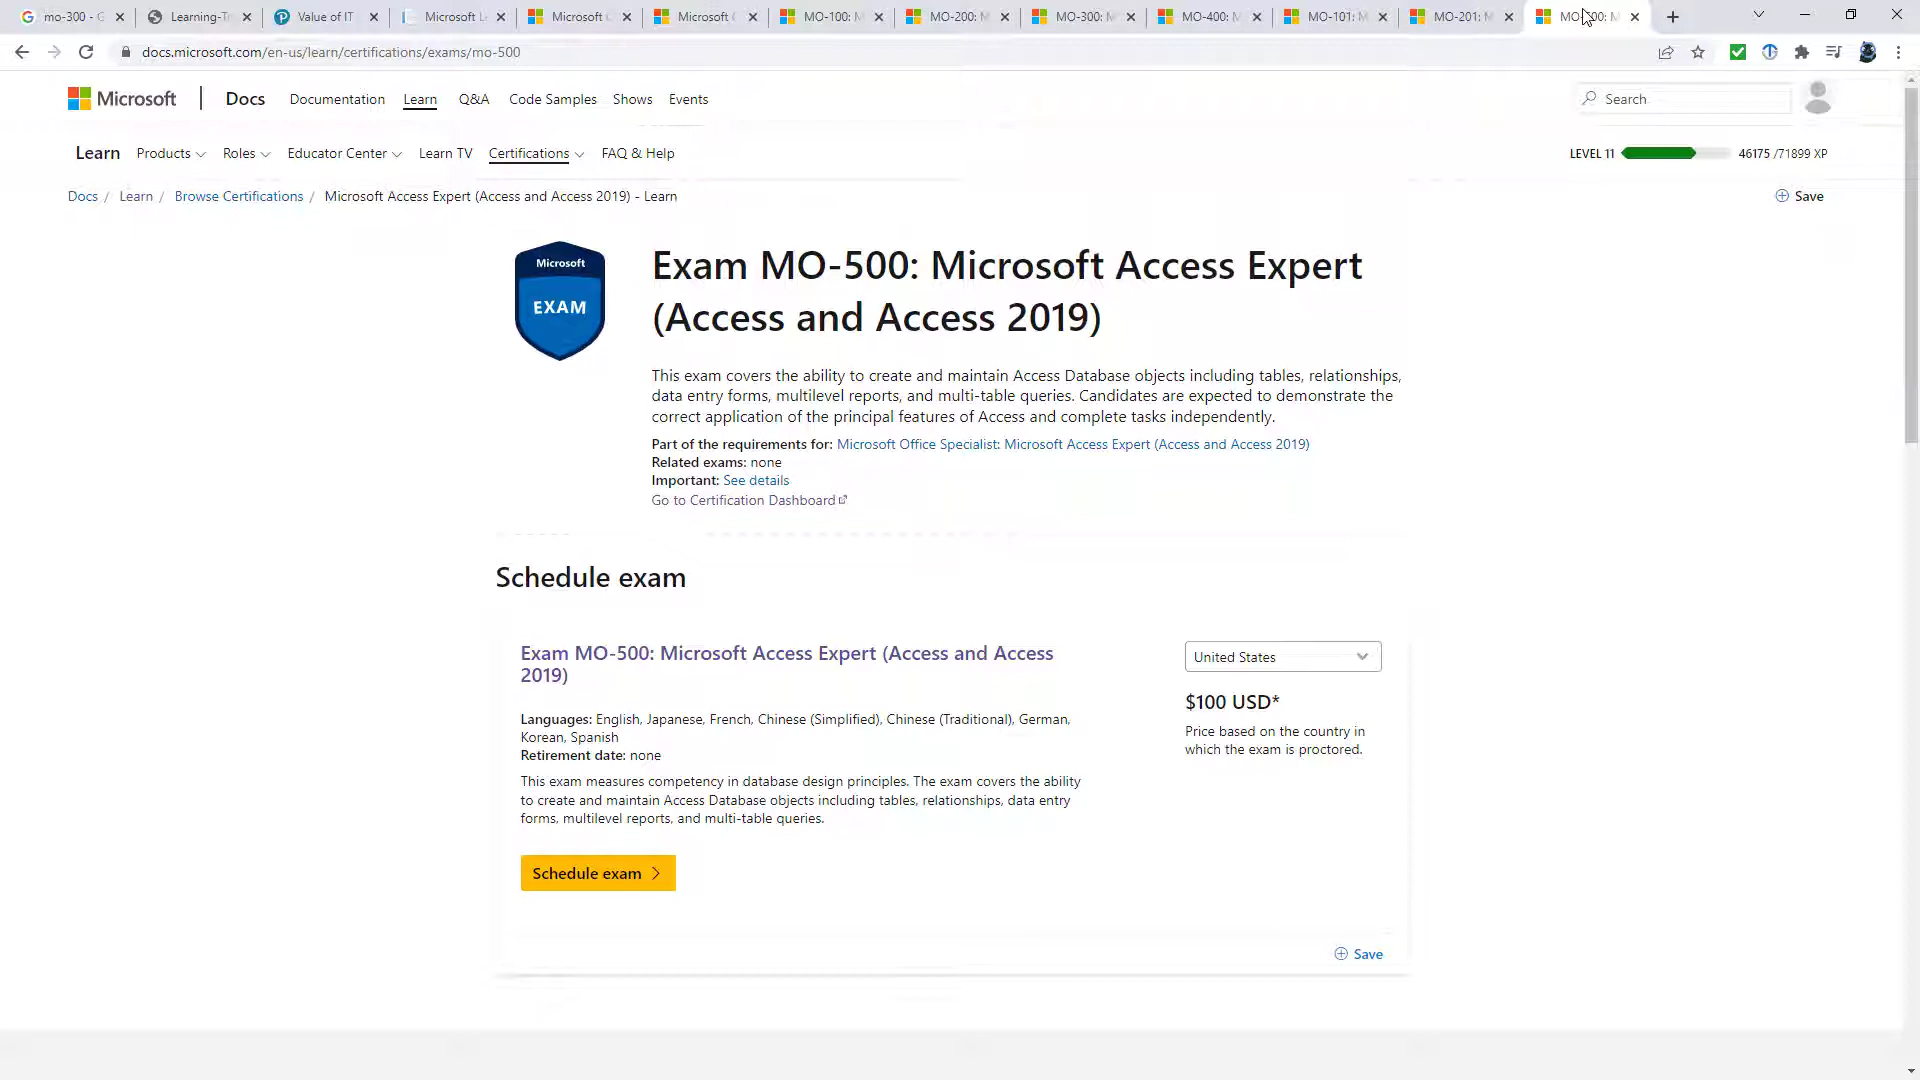 mo-300 - G
Learning-Tr
Value of IT
Microsoft Le
Microsoft C
Microsoft C
MO-100: M
MO-200: M
MO-300: M
MO-400: M
MO-101: M
MO-201: M
docs.microsoft.com/en-us/learn/certifications/exams/mo-500
Microsoft
Docs Documentation Learn Q&A Code Samples Shows Events
Search
Learn Products Roles Educator Center Learn TV Certifications FAQ & Help
LEVEL 11 46175 /71899 XP
Docs / Learn / Browse Certifications / Microsoft Access Expert (Access and Access 2019) - Learn
Save
Microsoft
EXAM
Exam MO-500: Microsoft Access Expert
(Access and Access 2019)
This exam covers the ability to create and maintain Access Database objects including tables, relationships,
data entry forms, multilevel reports, and multi-table queries. Candidates are expected to demonstrate the
correct application of the principal features of Access and complete tasks independently.
Part of the requirements for: Microsoft Office Specialist: Microsoft Access Expert (Access and Access 2019)
Related exams: none
Important: See details
Go to Certification Dashboard
Schedule exam
Exam MO-500: Microsoft Access Expert (Access and Access
2019)
Languages: English, Japanese, French, Chinese (Simplified), Chinese (Traditional), German,
Korean, Spanish
Retirement date: none
This exam measures competency in database design principles. The exam covers the ability
to create and maintain Access Database objects including tables, relationships, data entry
forms, multilevel reports, and multi-table queries.
Schedule exam
United States
$100 USD*
Price based on the country in
which the exam is proctored.
Save